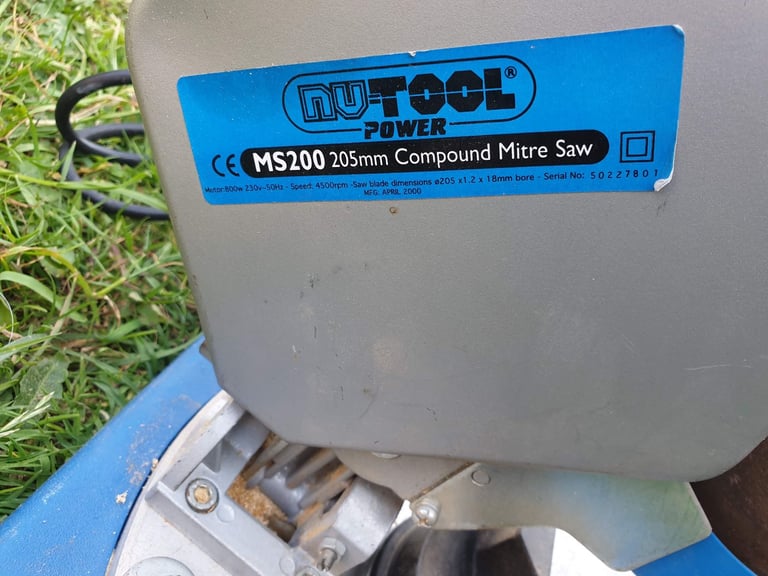 nu-TOOL®
POWER
CE MS200 205mm Compound Mitre Saw
Motor:800w 230v~50Hz - Speed: 4500rpm -Saw blade dimensions ø205 x1.2 x 18mm bore - Serial No: 50227801
MFG. APRIL 2000